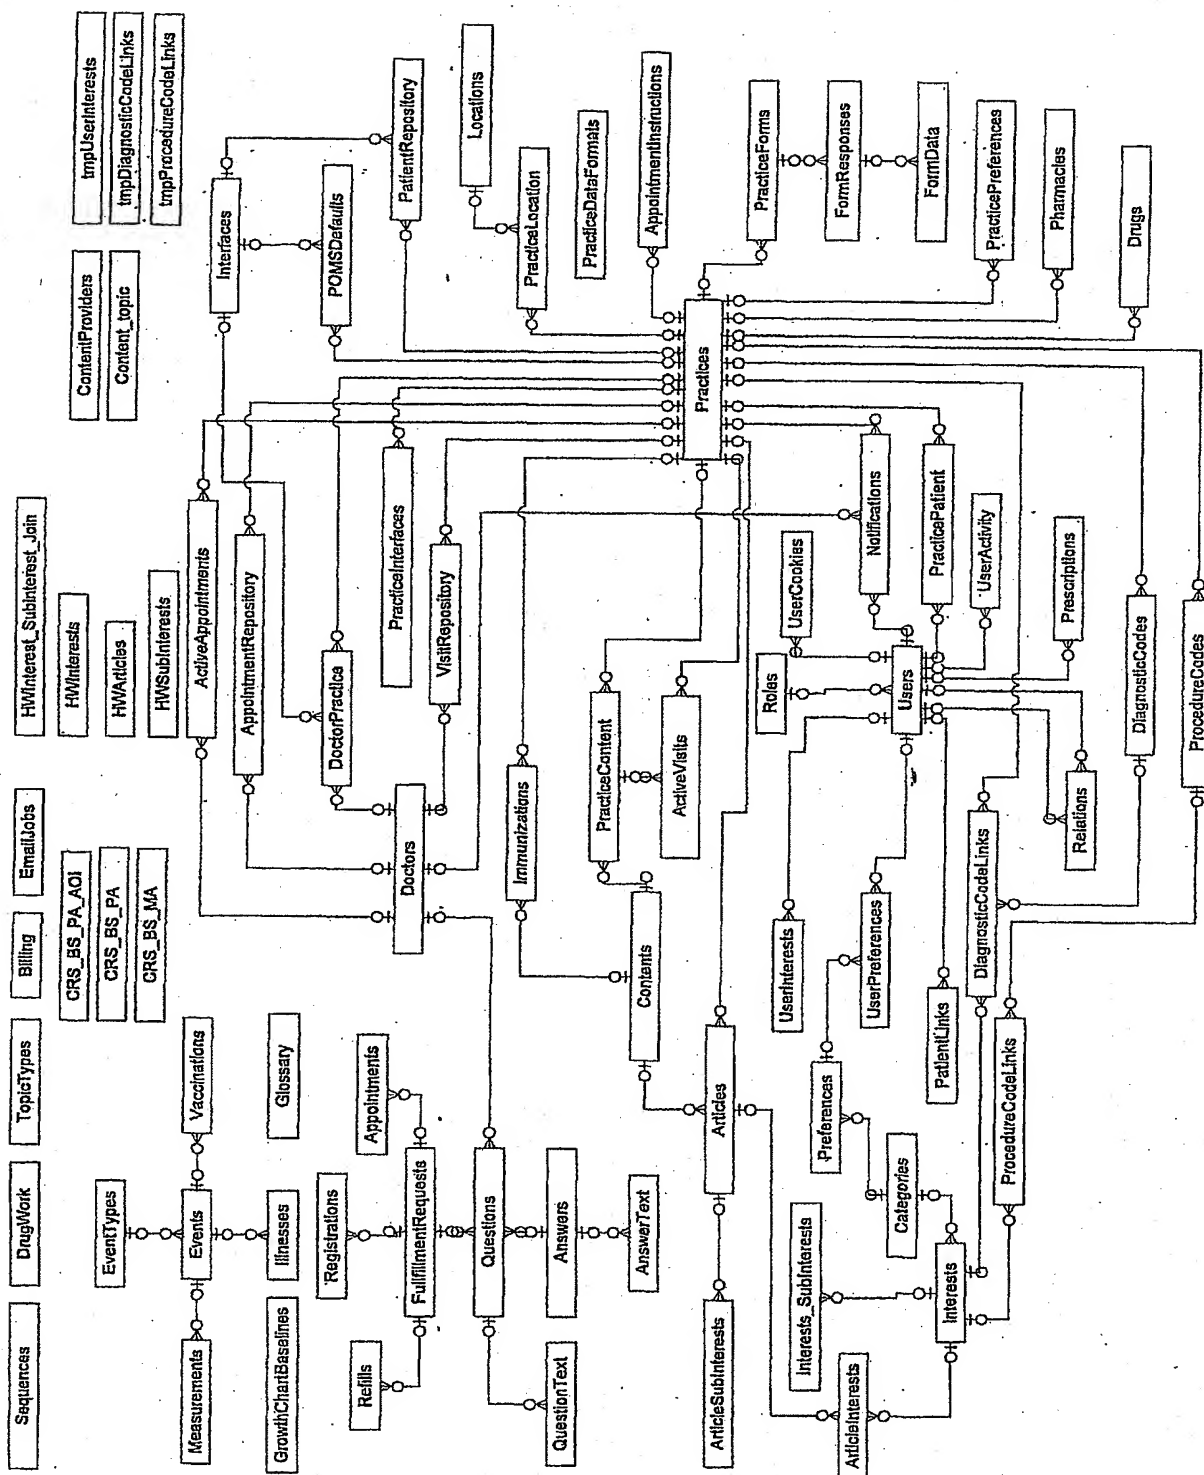 Sequences
DrugWork
TopicTypes
Billing
EmailJobs
HWInterest_SubInterest_Join
HWInterests
HWArticles
HWSubInterests
ContentProviders
Content_topic
tmpUserInterests
tmpDiagnosticCodeLinks
tmpProcedureCodeLinks
CRS_BS_PA_AOI
CRS_BS_PA
CRS_BS_MA
EventTypes
Measurements
Events
Vaccinations
GrowthChartBaselines
Illnesses
Glossary
ActiveAppointments
AppointmentRepository
DoctorPractice
PracticeInterfaces
VisitRepository
Interfaces
POMSDefaults
PatientRepository
Locations
PracticeLocation
PracticeDataFormats
AppointmentInstructions
Doctors
Registrations
Appointments
Refills
FullfillmentRequests
Questions
QuestionText
Answers
AnswerText
Immunizations
PracticeContent
ActiveVisits
Contents
Practices
PracticeForms
FormResponses
FormData
PracticePreferences
Pharmacies
Drugs
Articles
ArticleSubInterests
ArticleInterests
Roles
UserCookies
Notifications
PracticePatient
UserActivity
Prescriptions
Users
UserInterests
UserPreferences
Preferences
PatientLinks
Relations
Categories
Interests_SubInterests
Interests
DiagnosticCodeLinks
ProcedureCodeLinks
DiagnosticCodes
ProcedureCodes